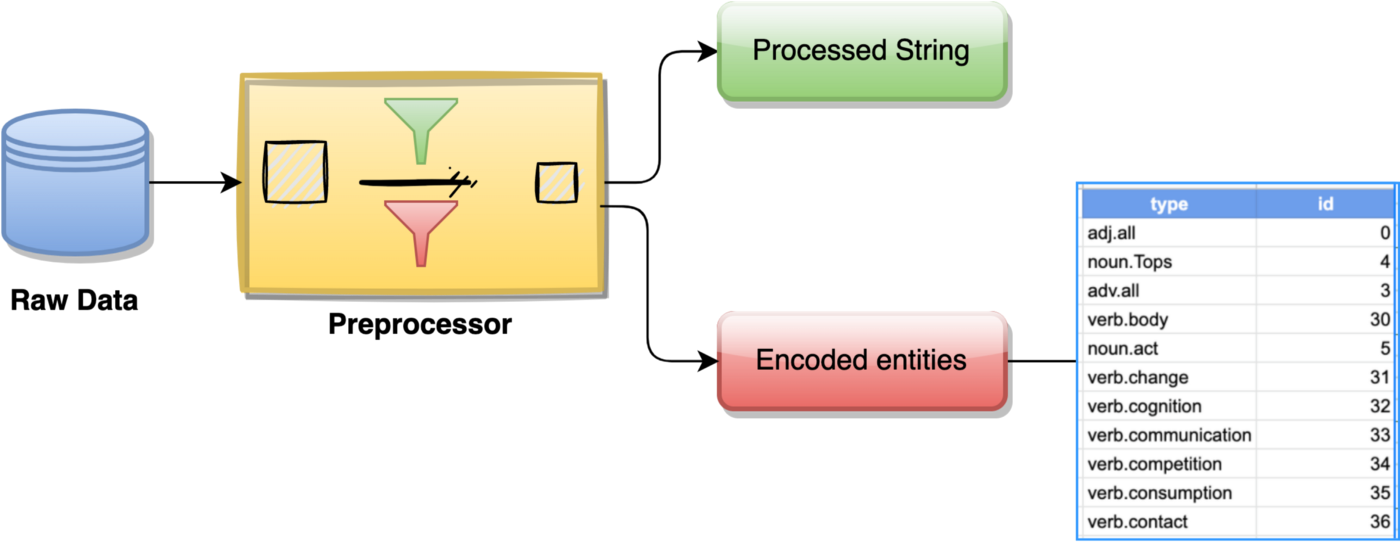 Processed String
Raw Data
Preprocessor
Encoded entities
type id
adj.all 0
noun.Tops 4
adv.all 3
verb.body 30
noun.act 5
verb.change 31
verb.cognition 32
verb.communication 33
verb.competition 34
verb.consumption 35
verb.contact 36